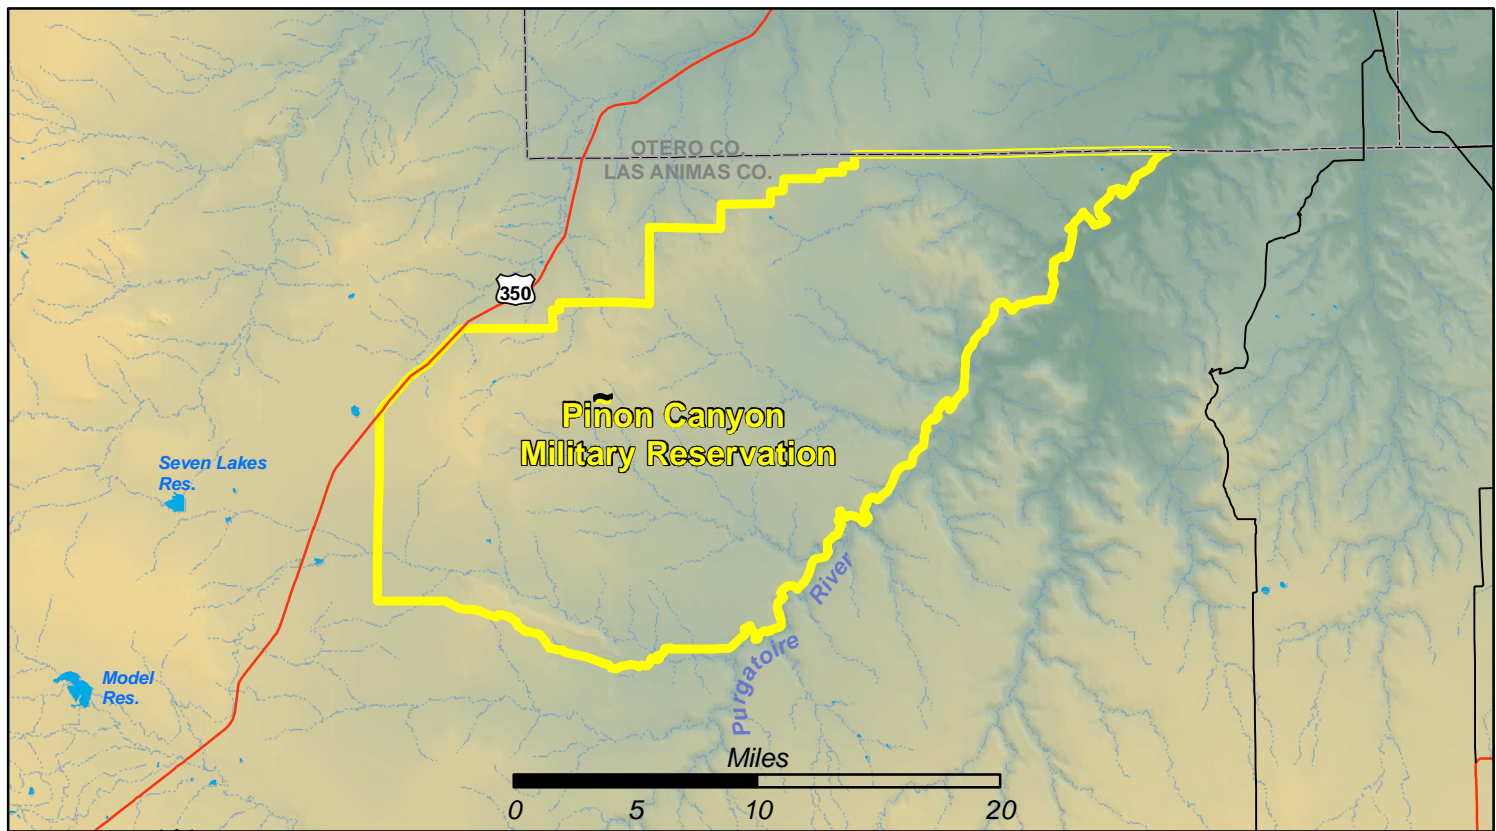 OTERO CO.
LAS ANIMAS CO.
350
Piñon Canyon
Military Reservation
Seven Lakes
Res.
Purgatoire River
Model
Res.
Miles
0 5 10 20